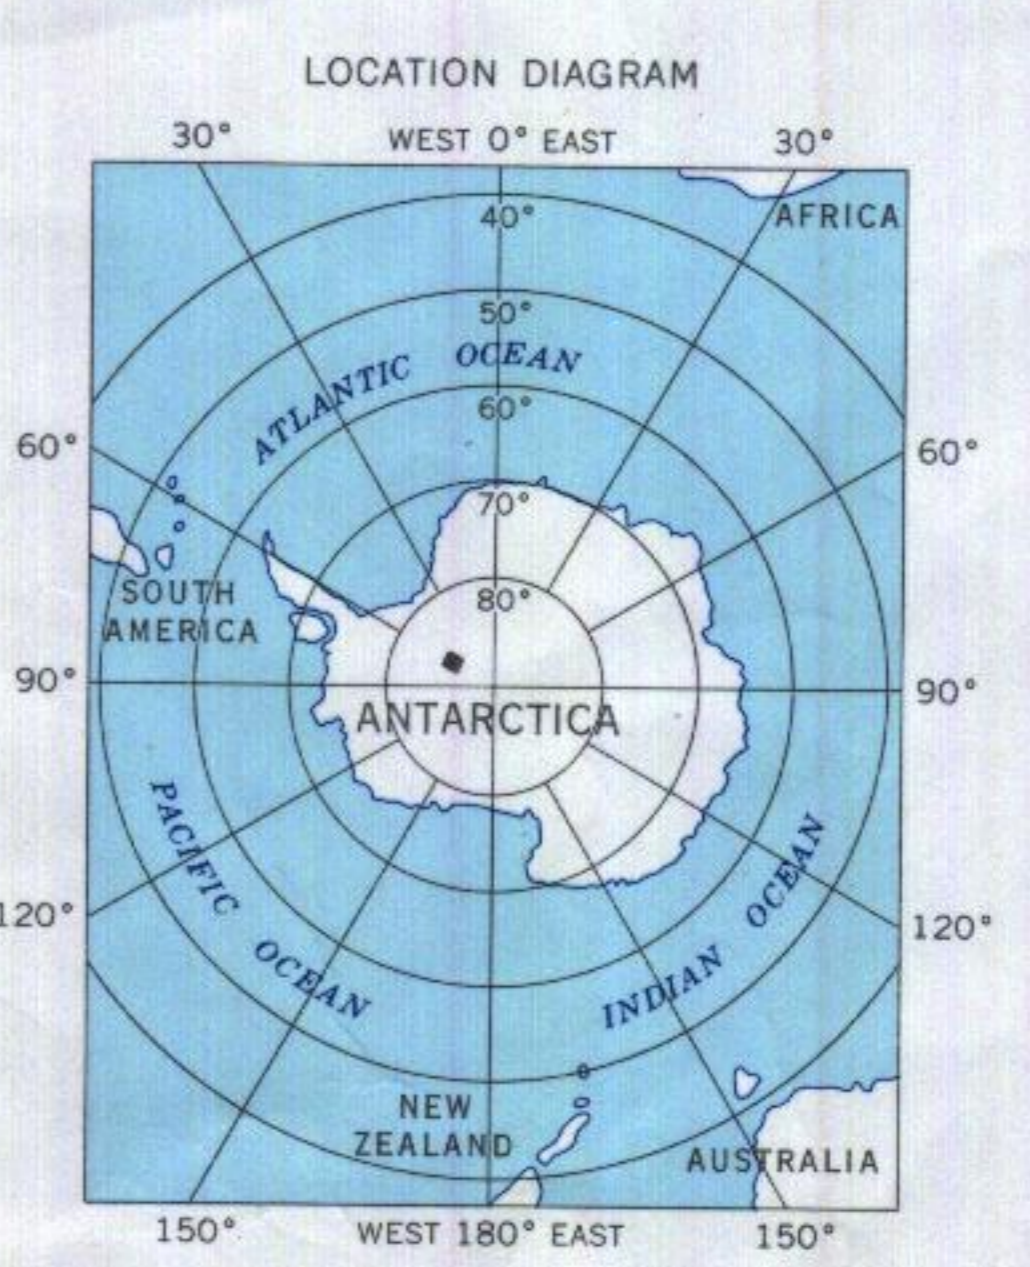 LOCATION DIAGRAM
30° WEST 0° EAST 30°
AFRICA
40°
50°
ATLANTIC OCEAN
60°
60° 60°
70°
80°
SOUTH
AMERICA
90° 90°
ANTARCTICA
PACIFIC OCEAN
INDIAN OCEAN
120° 120°
NEW
ZEALAND
AUSTRALIA
150° WEST 180° EAST 150°